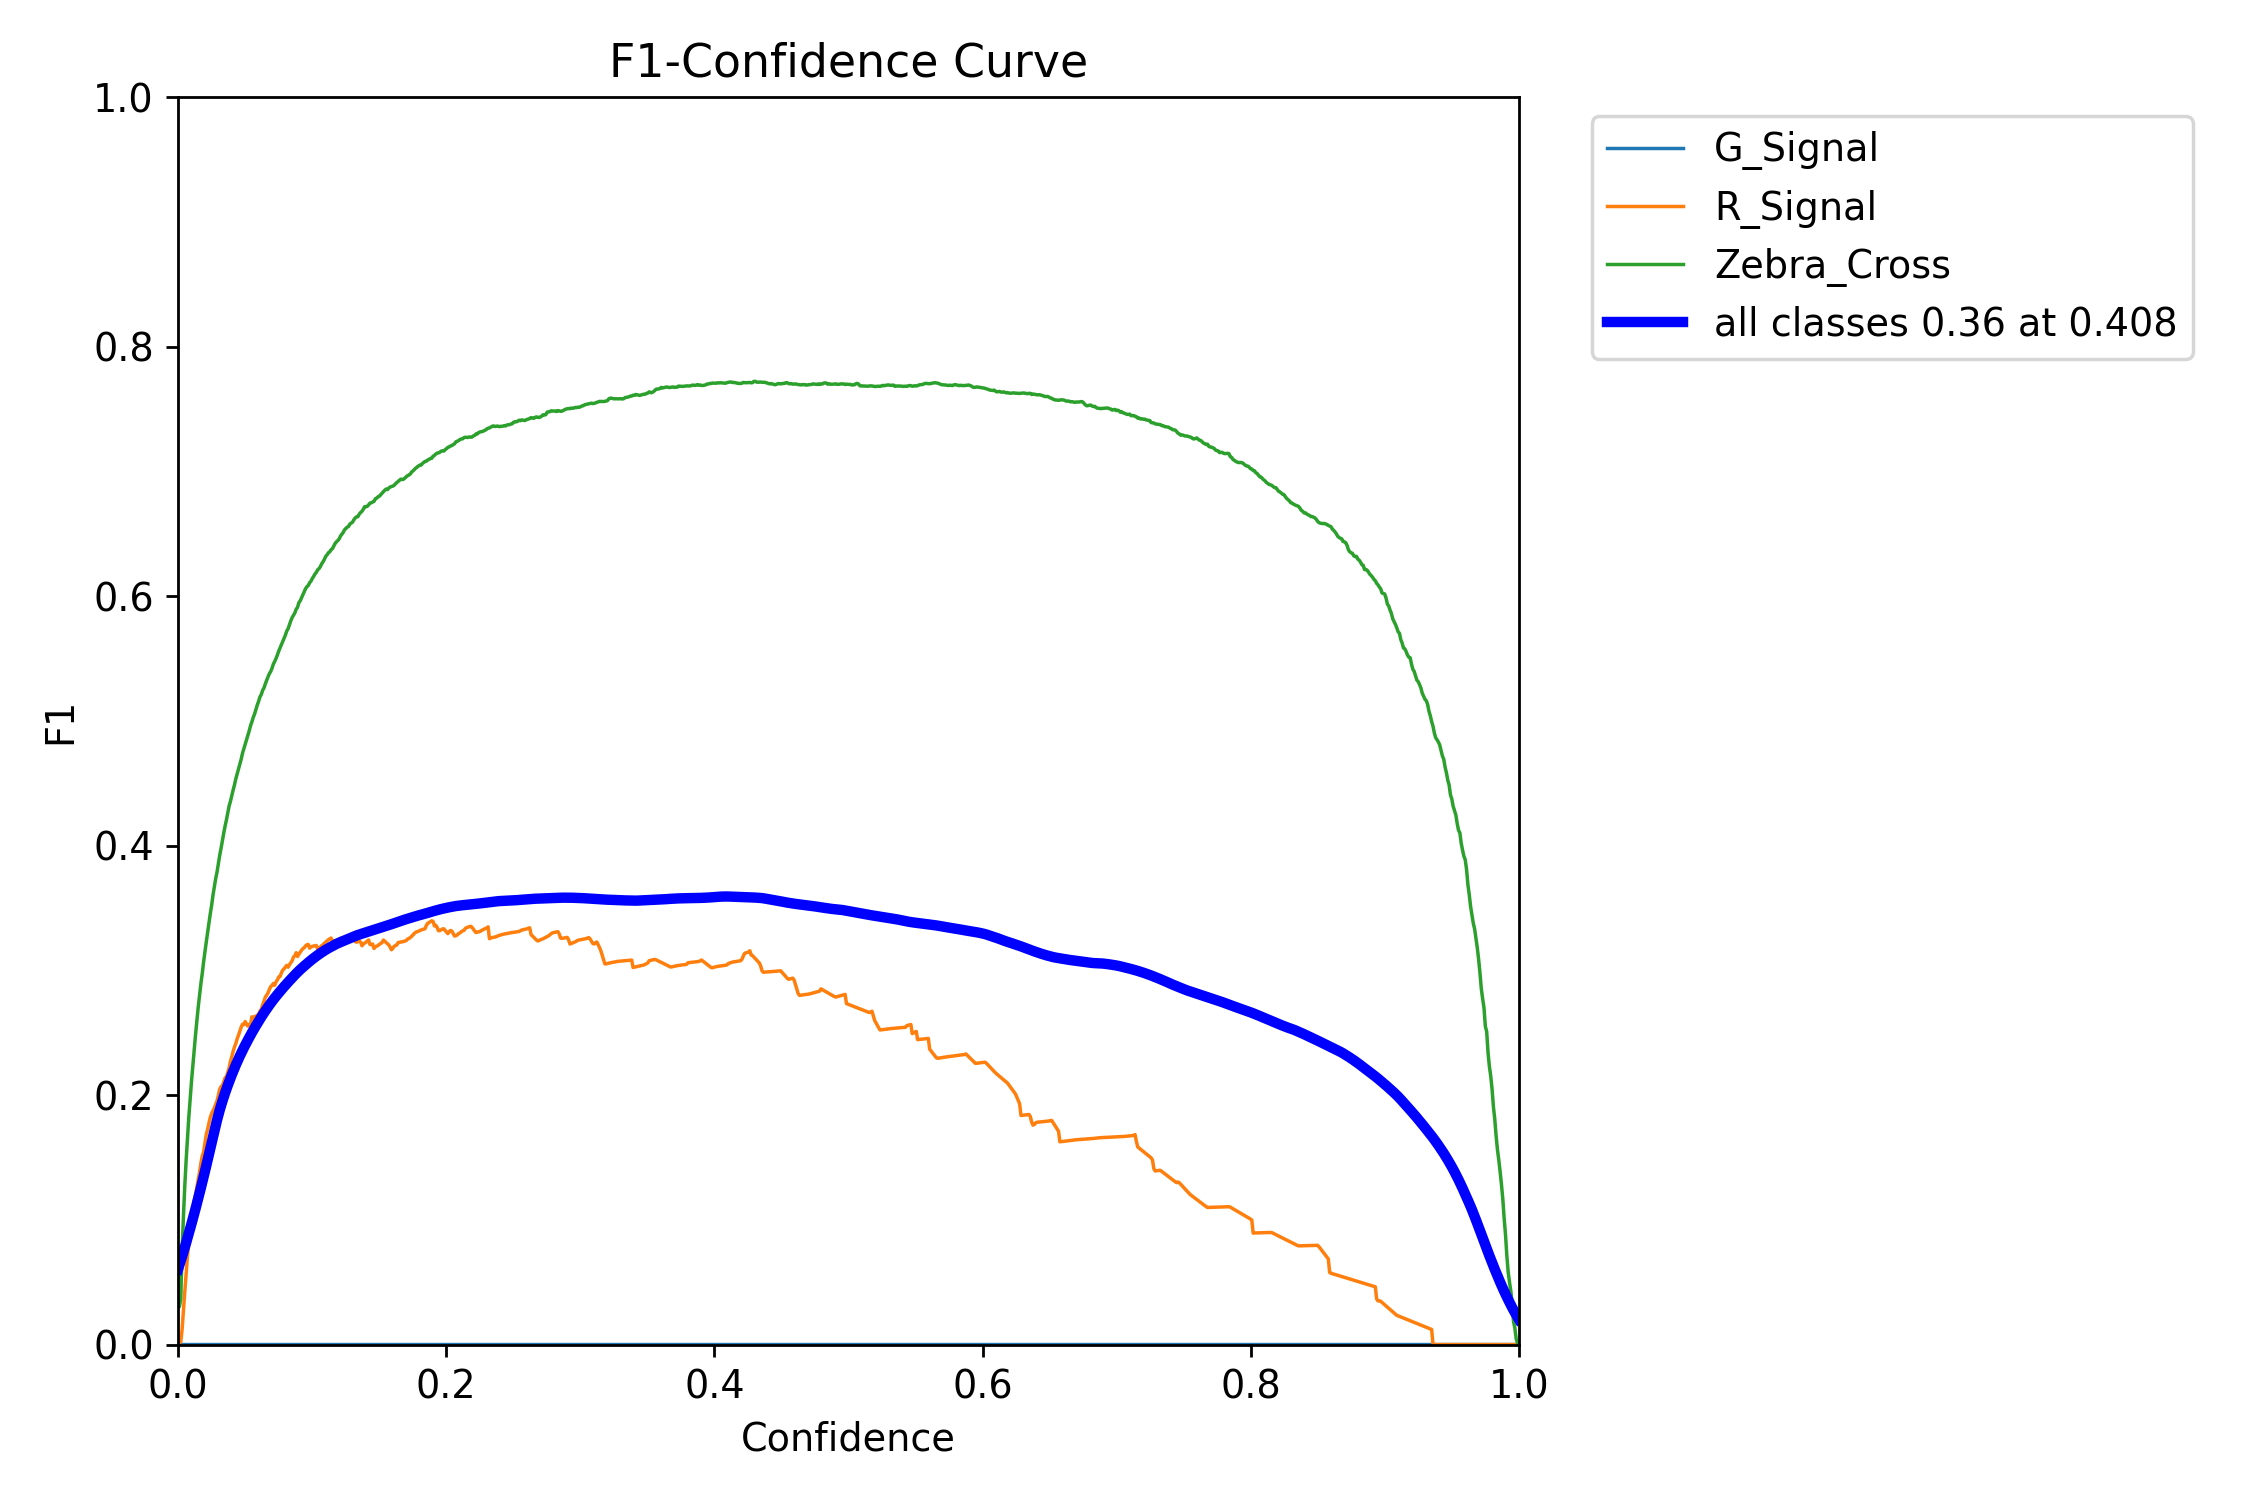 F1-Confidence Curve
1.0
0.8
0.6
0.4
0.2
0.0
F1
0.0 0.2 0.4 0.6 0.8 1.0
Confidence
G_Signal
R_Signal
Zebra_Cross
all classes 0.36 at 0.408